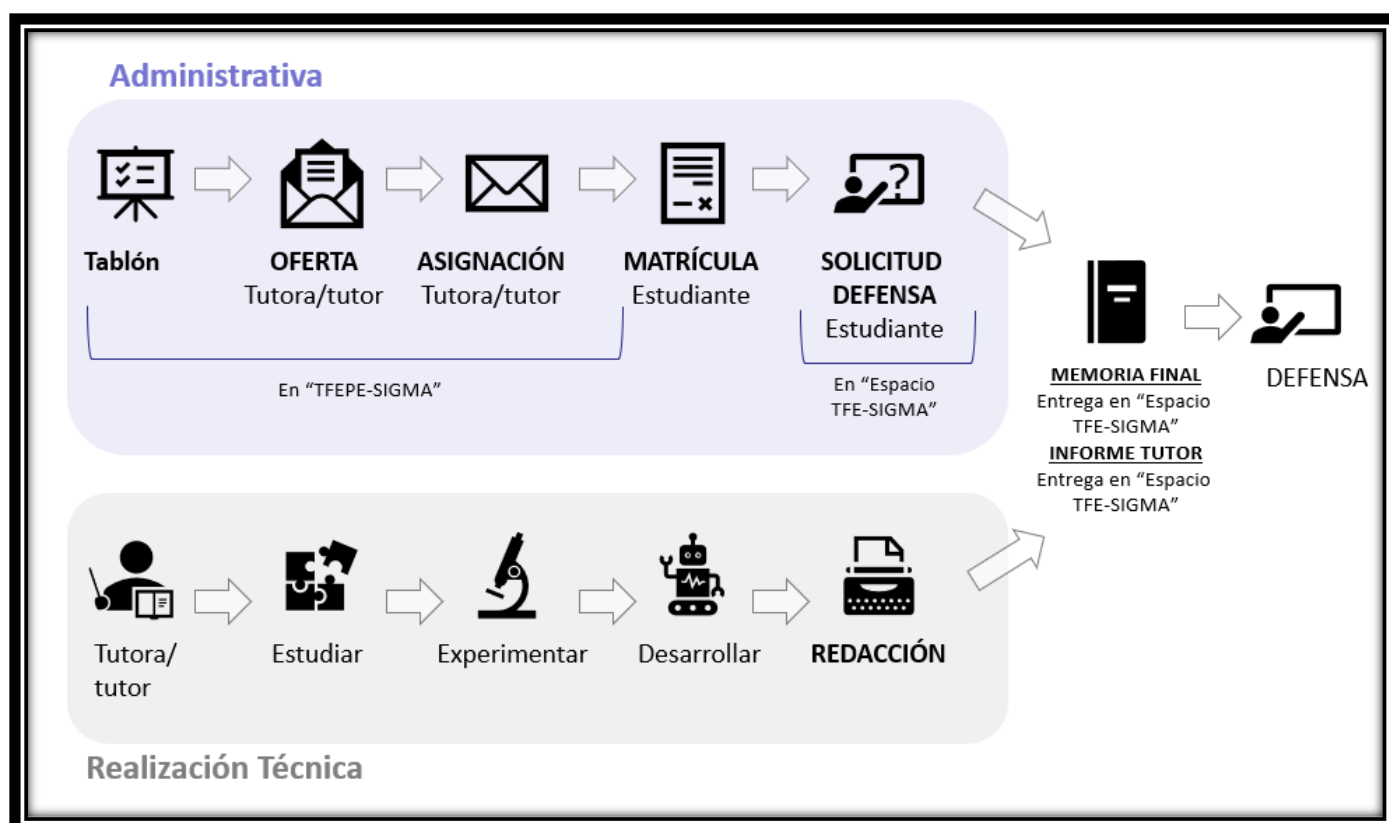 Administrativa
Tablón
OFERTA
Tutora/tutor
ASIGNACIÓN
Tutora/tutor
MATRÍCULA
Estudiante
SOLICITUD
DEFENSA
Estudiante
En “TFEPE-SIGMA”
En “Espacio
TFE-SIGMA”
MEMORIA FINAL
Entrega en “Espacio
TFE-SIGMA”
INFORME TUTOR
Entrega en “Espacio
TFE-SIGMA”
DEFENSA
Tutora/
tutor
Estudiar
Experimentar
Desarrollar
REDACCIÓN
Realización Técnica